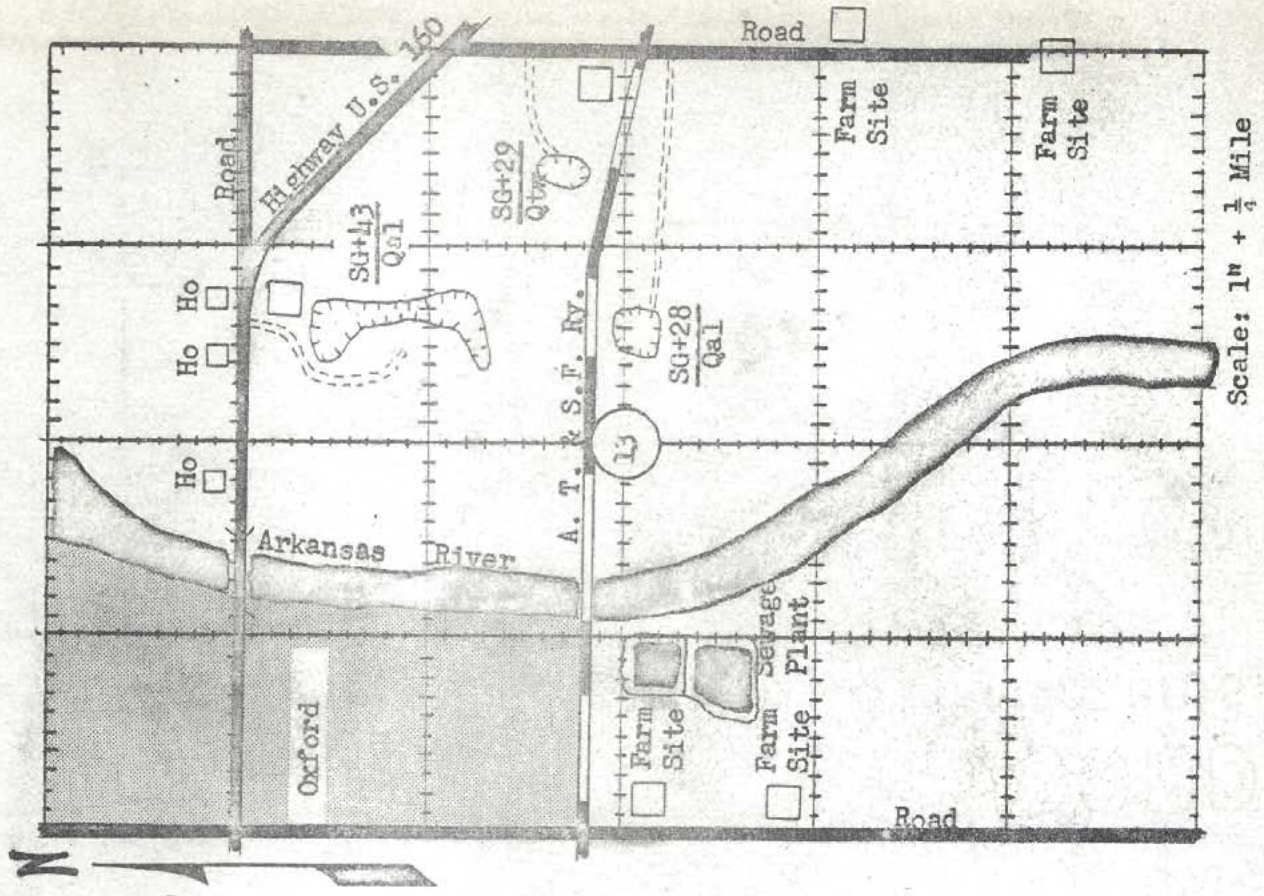 N
Road
Road
Highway U.S. 160
Ho
Ho
Ho
SG+43
Qal
SG+29
Qtw
Farm
Site
Farm
Site
Arkansas River
A. T. & S.F. Ry.
SG+28
Qal
13
Oxford
Sewage
Plant
Farm
Site
Farm
Site
Road
Scale: 1" + 1/4 Mile